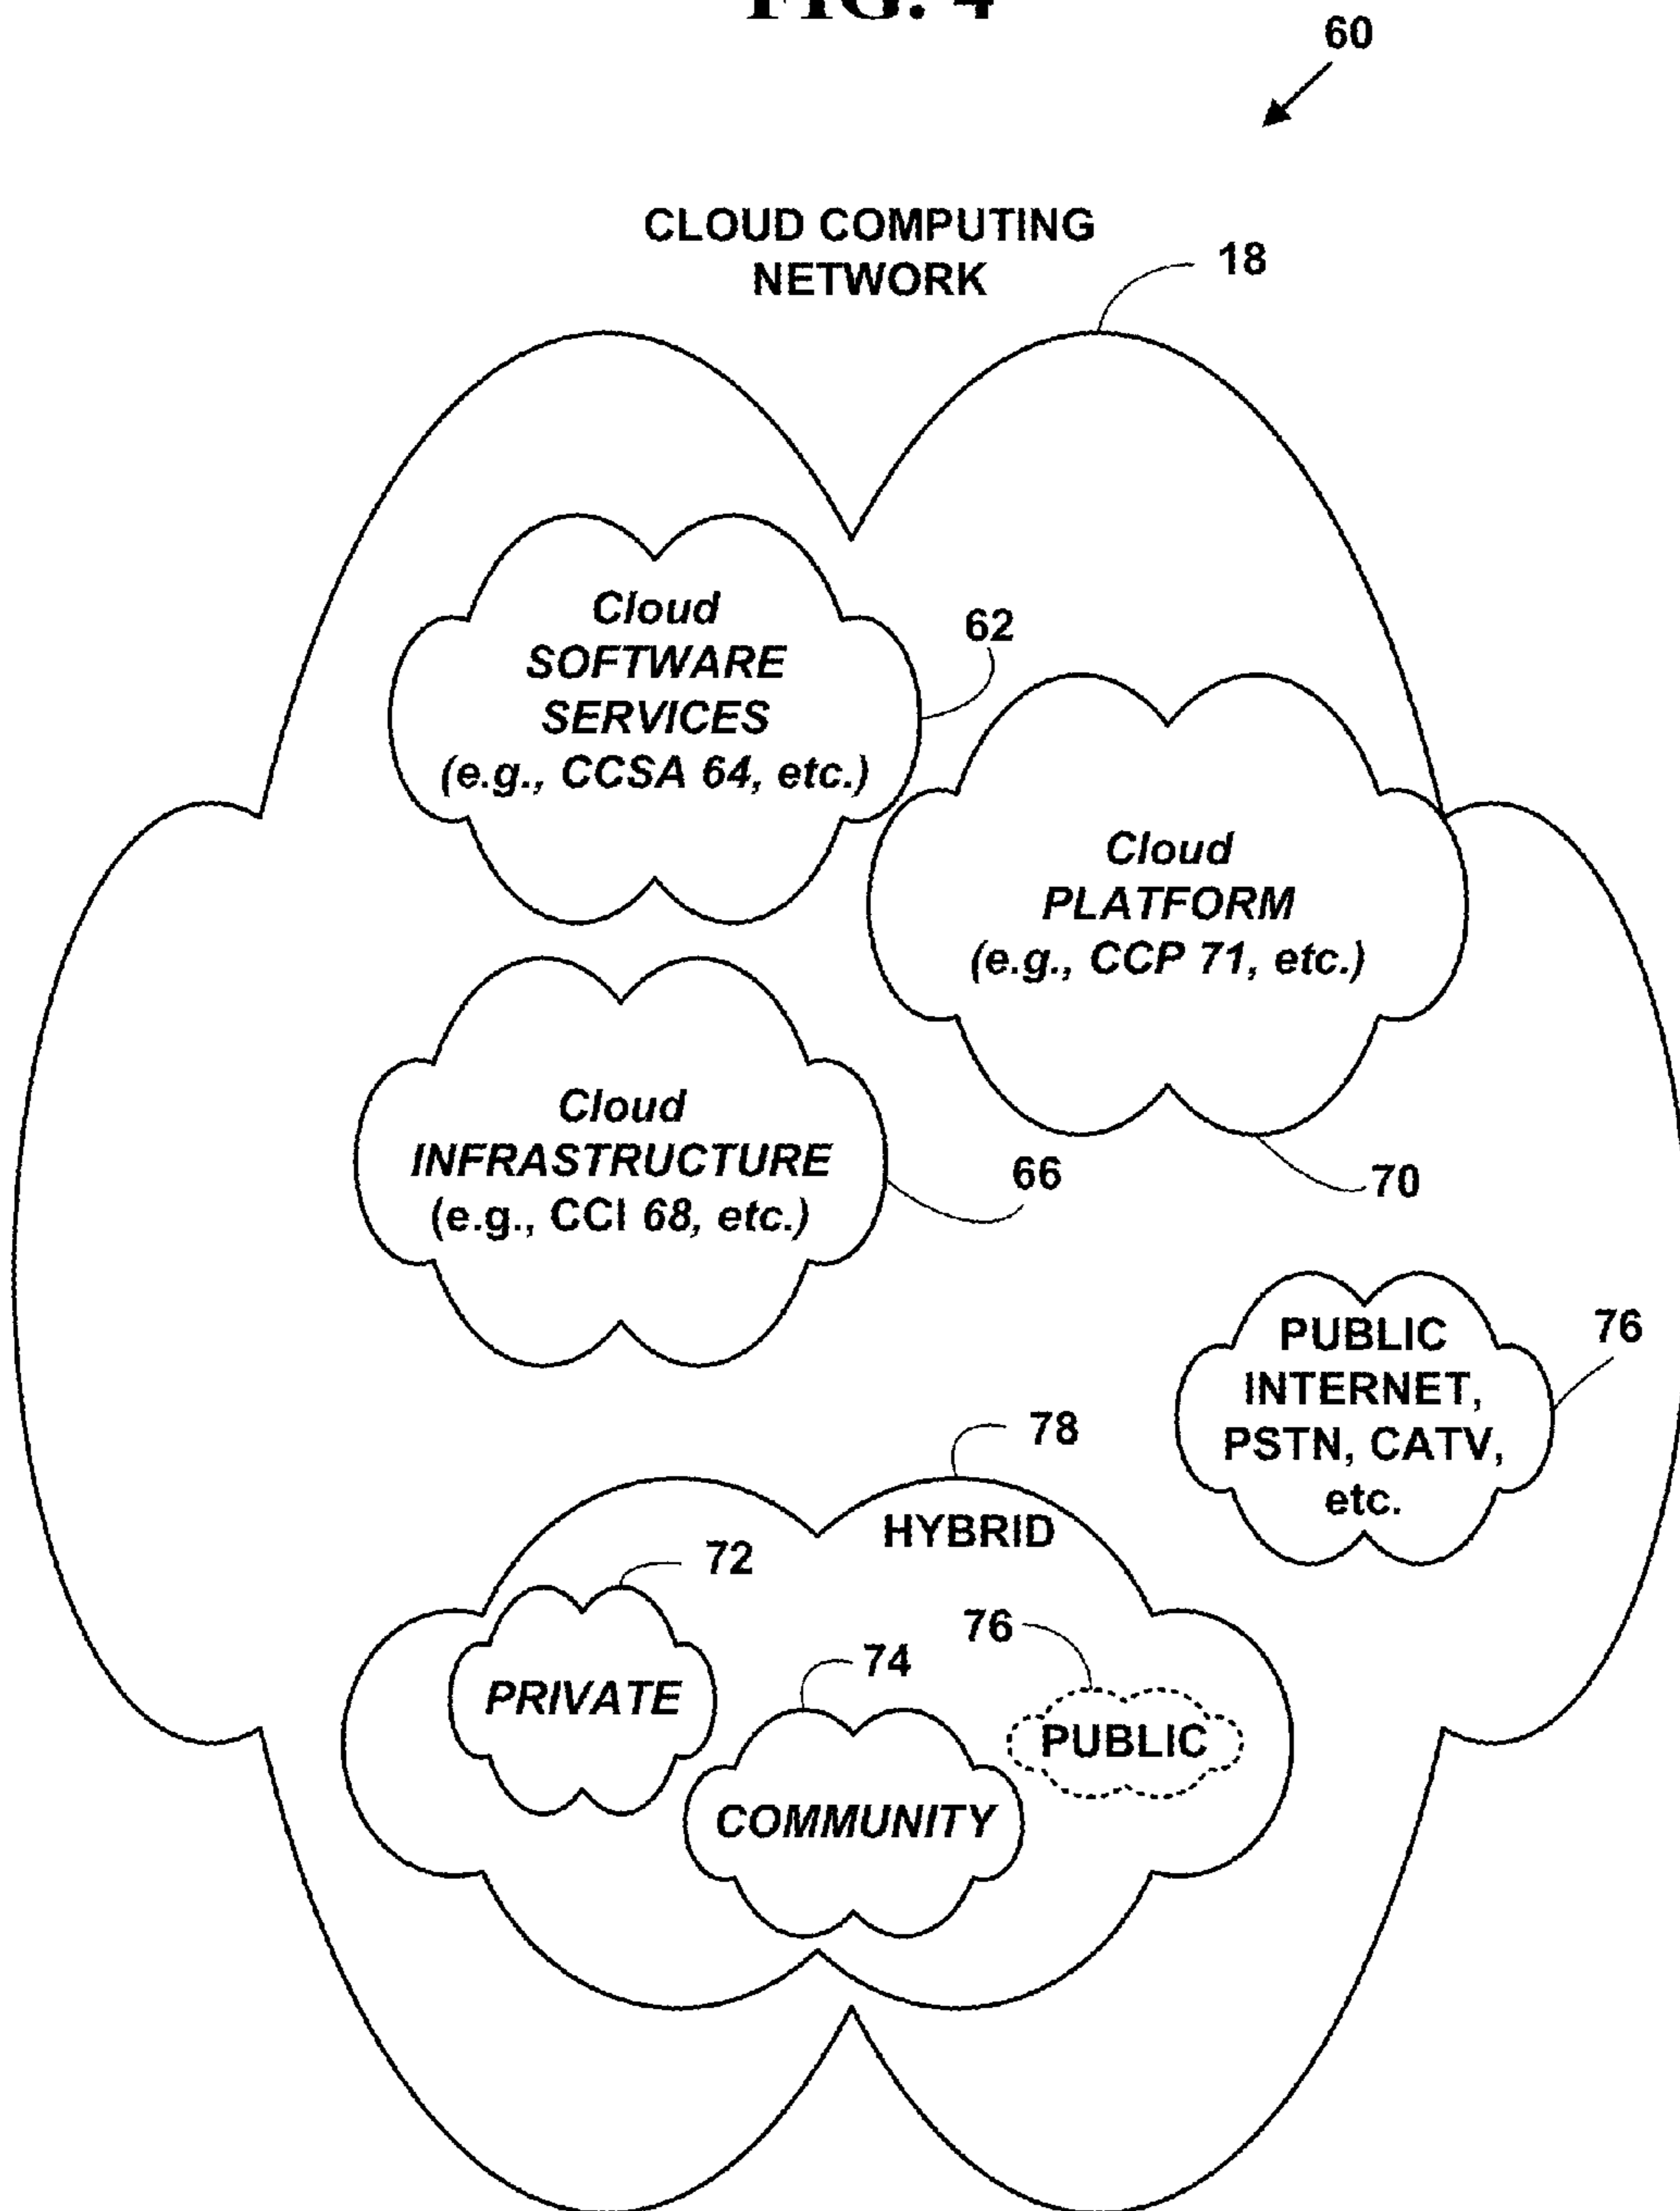 FIG. 4
60
CLOUD COMPUTING
NETWORK
18
Cloud
SOFTWARE
SERVICES
(e.g., CCSA 64, etc.)
62
Cloud
PLATFORM
(e.g., CCP 71, etc.)
70
Cloud
INFRASTRUCTURE
(e.g., CCI 68, etc.)
66
PUBLIC
INTERNET,
PSTN, CATV,
etc.
76
78
HYBRID
72
PRIVATE
74
COMMUNITY
76
PUBLIC